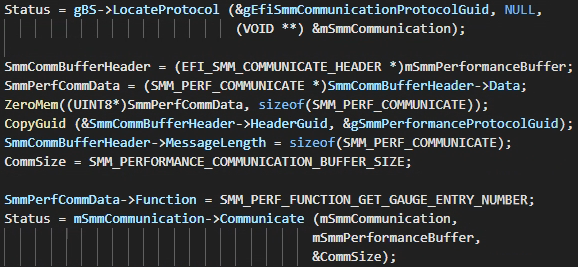 Status = gBS->LocateProtocol (&gEfiSmmCommunicationProtocolGuid, NULL,
(VOID **) &mSmmCommunication);
SmmCommBufferHeader = (EFI_SMM_COMMUNICATE_HEADER *)mSmmPerformanceBuffer;
SmmPerfCommData = (SMM_PERF_COMMUNICATE *)SmmCommBufferHeader->Data;
ZeroMem((UINT8*)SmmPerfCommData, sizeof(SMM_PERF_COMMUNICATE));
CopyGuid (&SmmCommBufferHeader->HeaderGuid, &gSmmPerformanceProtocolGuid);
SmmCommBufferHeader->MessageLength = sizeof(SMM_PERF_COMMUNICATE);
CommSize = SMM_PERFORMANCE_COMMUNICATION_BUFFER_SIZE;
SmmPerfCommData->Function = SMM_PERF_FUNCTION_GET_GAUGE_ENTRY_NUMBER;
Status = mSmmCommunication->Communicate (mSmmCommunication,
mSmmPerformanceBuffer,
&CommSize);